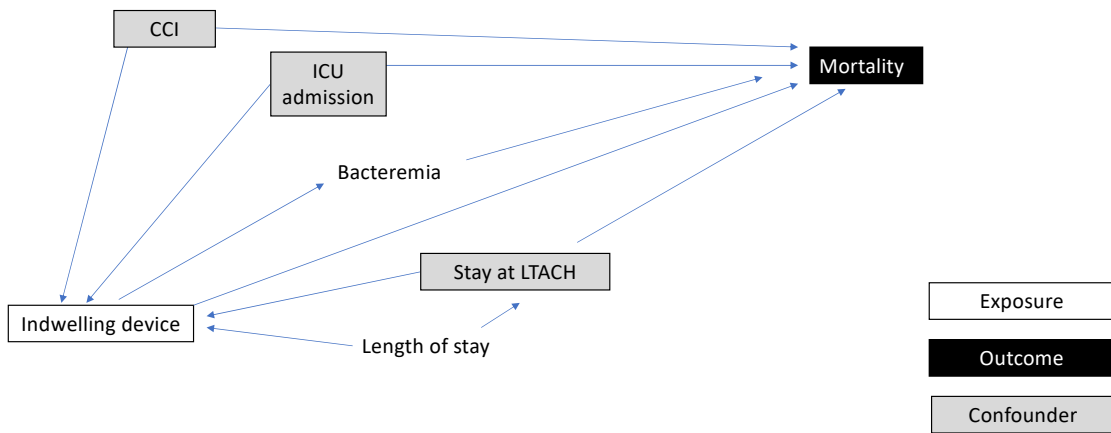 CCI
ICU
admission
Mortality
Bacteremia
Stay at LTACH
Indwelling device
Length of stay
Exposure
Outcome
Confounder